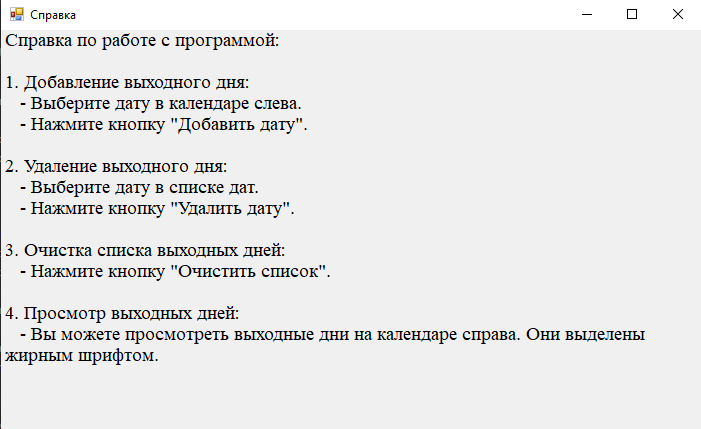 Справка
Справка по работе с программой:
1. Добавление выходного дня:
- Выберите дату в календаре слева.
- Нажмите кнопку "Добавить дату".
2. Удаление выходного дня:
- Выберите дату в списке дат.
- Нажмите кнопку "Удалить дату".
3. Очистка списка выходных дней:
- Нажмите кнопку "Очистить список".
4. Просмотр выходных дней:
- Вы можете просмотреть выходные дни на календаре справа. Они выделены
жирным шрифтом.